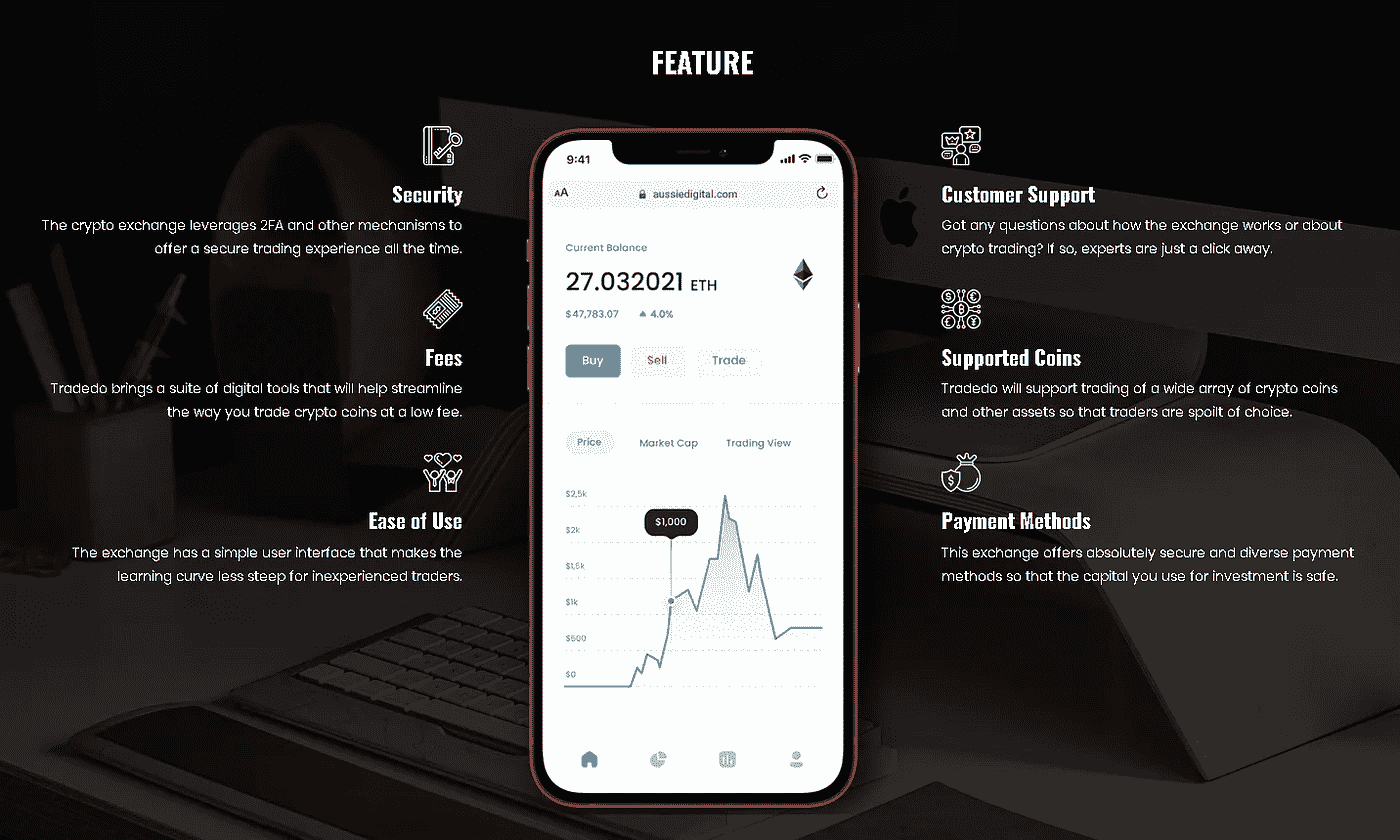 FEATURE
Security
The crypto exchange leverages 2FA and other mechanisms to
offer a secure trading experience all the time.
Fees
Tradedo brings a suite of digital tools that will help streamline
the way you trade crypto coins at a low fee.
Ease of Use
The exchange has a simple user interface that makes the
learning curve less steep for inexperienced traders.
9:41
AA
aussiedigital.com
Current Balance
27.032021 ETH
$47,783.07 4.0%
Buy Sell Trade
Price Market Cap Trading View
$2,5k
$1,000
$2k
$1,5k
$1k
$500
$0
Customer Support
Got any questions about how the exchange works or about
crypto trading? If so, experts are just a click away.
Supported Coins
Tradedo will support trading of a wide array of crypto coins
and other assets so that traders are spoilt of choice.
Payment Methods
This exchange offers absolutely secure and diverse payment
methods so that the capital you use for investment is safe.